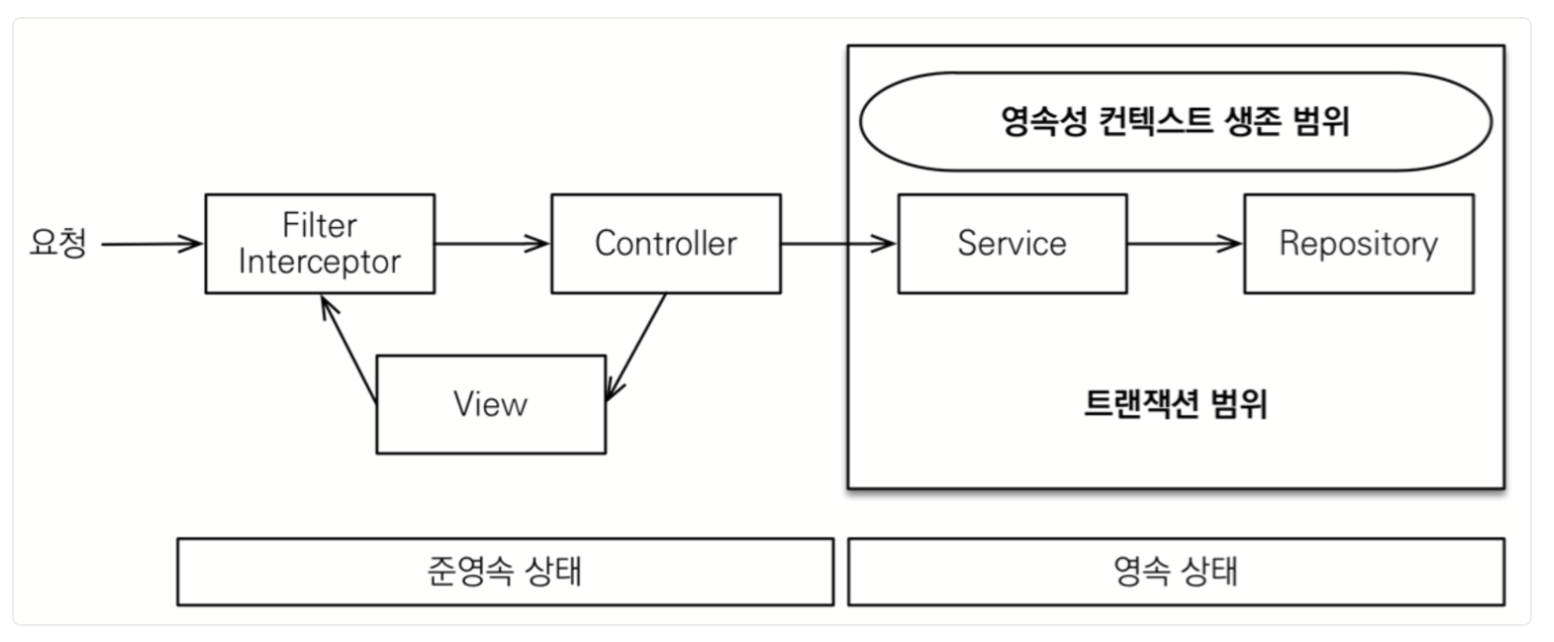 영속성 컨텍스트 생존 범위
요청
Filter
Interceptor
Controller
Service
Repository
View
트랜잭션 범위
준영속 상태
영속 상태